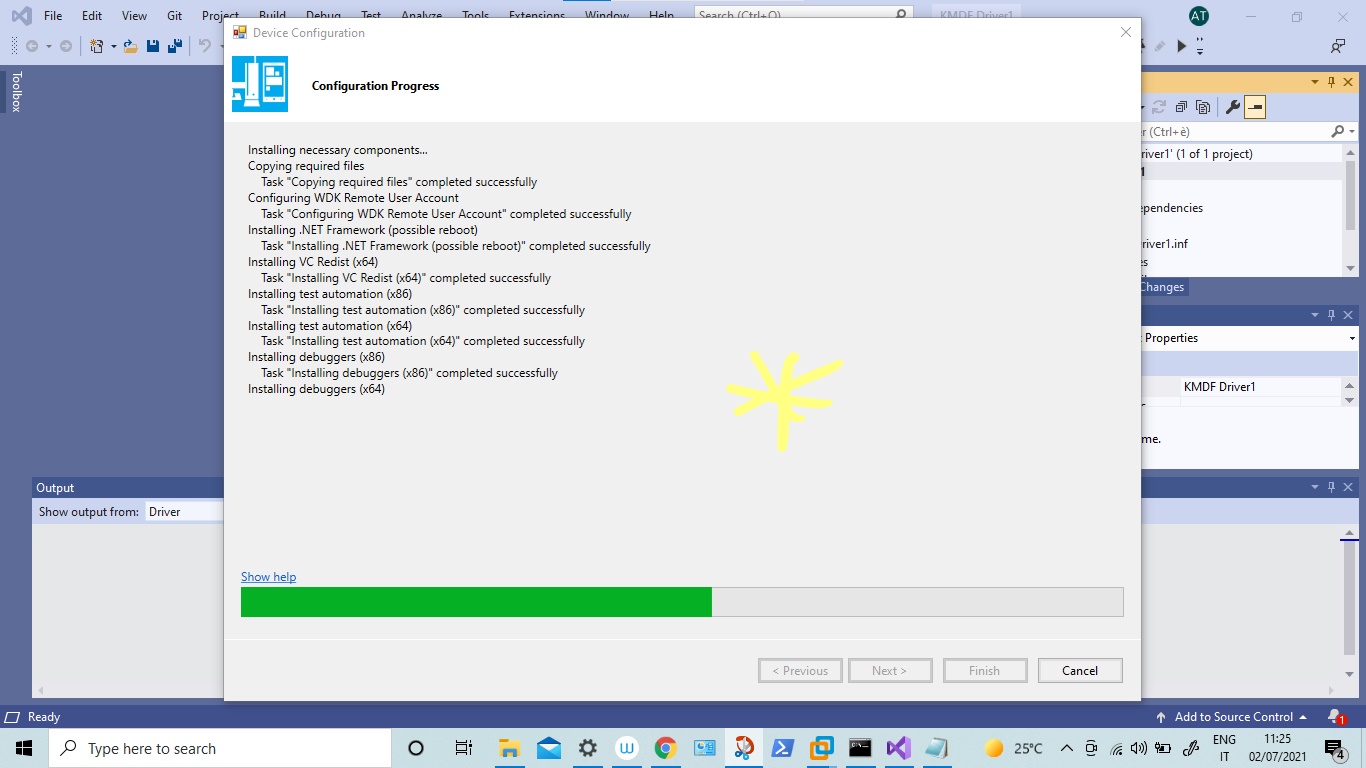 File Edit View Git Project Build Debug Test Analyze Tools Extensions Window Help Search (Ctrl+Q) KMDF Driver1 AT
Device Configuration
Toolbox
Configuration Progress
(Ctrl+è)
Installing necessary components...
river1' (1 of 1 project)
Copying required files
Task "Copying required files" completed successfully
Configuring WDK Remote User Account
ependencies
Task "Configuring WDK Remote User Account" completed successfully
Installing .NET Framework (possible reboot)
Task "Installing .NET Framework (possible reboot)" completed successfully
river1.inf
Installing VC Redist (x64)
es
Task "Installing VC Redist (x64)" completed successfully
Changes
Installing test automation (x86)
Task "Installing test automation (x86)" completed successfully
Installing test automation (x64)
Task "Installing test automation (x64)" completed successfully
Properties
Installing debuggers (x86)
Task "Installing debuggers (x86)" completed successfully
Installing debuggers (x64)
KMDF Driver1
me.
Output
Show output from: Driver
Show help
< Previous Next > Finish Cancel
Ready
Add to Source Control 1
Type here to search
25°C
ENG
IT
11:25
02/07/2021
4